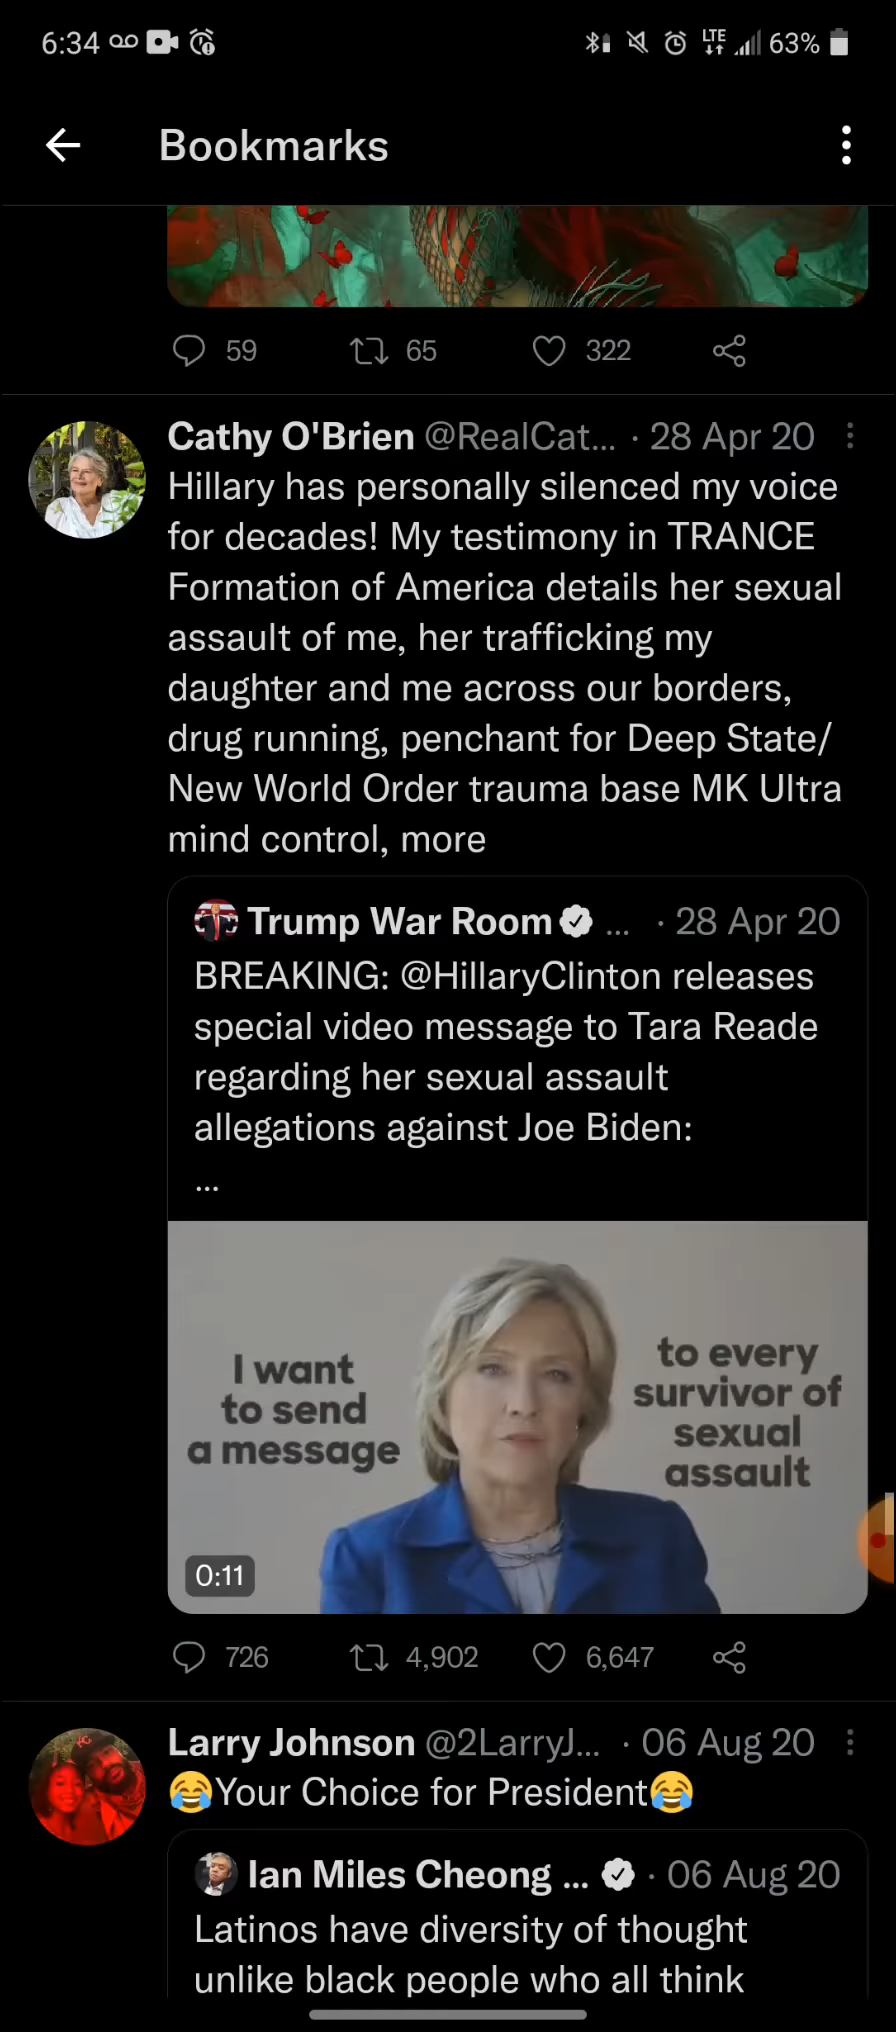 6:34 LTE 63%
Bookmarks
59 65 322
Cathy O'Brien @RealCat... · 28 Apr 20
Hillary has personally silenced my voice
for decades! My testimony in TRANCE
Formation of America details her sexual
assault of me, her trafficking my
daughter and me across our borders,
drug running, penchant for Deep State/
New World Order trauma base MK Ultra
mind control, more
Trump War Room ... · 28 Apr 20
BREAKING: @HillaryClinton releases
special video message to Tara Reade
regarding her sexual assault
allegations against Joe Biden:
...
I want
to send
a message
to every
survivor of
sexual
assault
0:11
726 4,902 6,647
Larry Johnson @2LarryJ... · 06 Aug 20
😂Your Choice for President😂
Ian Miles Cheong ... · 06 Aug 20
Latinos have diversity of thought
unlike black people who all think